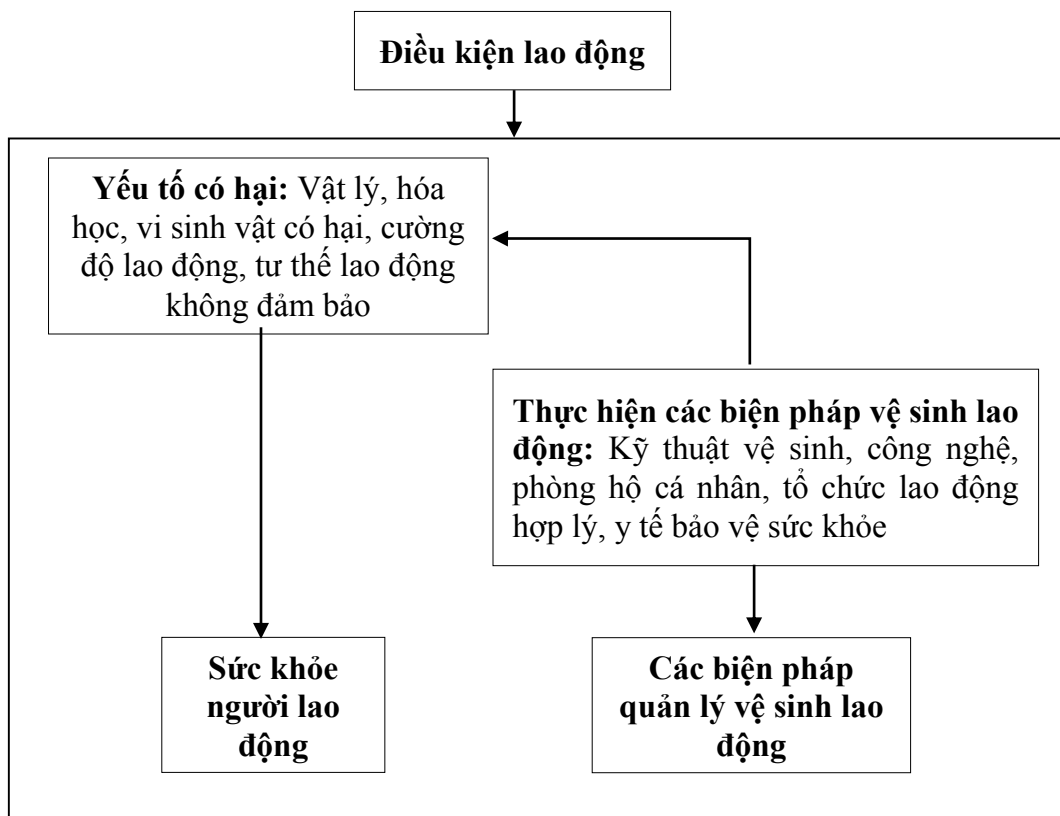 Điều kiện lao động
Yếu tố có hại: Vật lý, hóa
học, vi sinh vật có hại, cường
độ lao động, tư thế lao động
không đảm bảo
Thực hiện các biện pháp vệ sinh lao
động: Kỹ thuật vệ sinh, công nghệ,
phòng hộ cá nhân, tổ chức lao động
hợp lý, y tế bảo vệ sức khỏe
Sức khỏe
người lao
động
Các biện pháp
quản lý vệ sinh lao
động